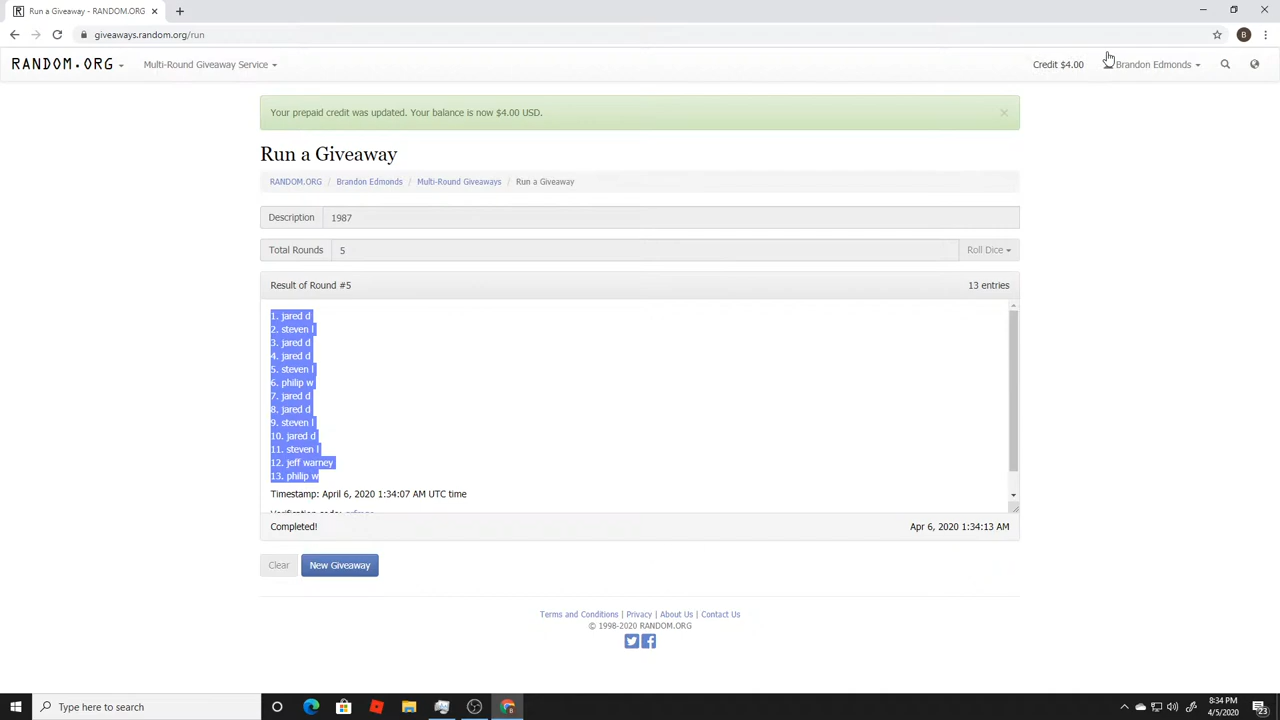 Run a Giveaway - RANDOM.ORG
giveaways.random.org/run
B
RANDOM.ORG Multi-Round Giveaway Service Credit $4.00 Brandon Edmonds
Your prepaid credit was updated. Your balance is now $4.00 USD.
Run a Giveaway
RANDOM.ORG / Brandon Edmonds / Multi-Round Giveaways / Run a Giveaway
Description 1987
Total Rounds 5 Roll Dice
Result of Round #5 13 entries
1. jared d
2. steven l
3. jared d
4. jared d
5. steven l
6. philip w
7. jared d
8. jared d
9. steven l
10. jared d
11. steven l
12. jeff warney
13. philip w
Timestamp: April 6, 2020 1:34:07 AM UTC time
Completed! Apr 6, 2020 1:34:13 AM
Clear New Giveaway
Terms and Conditions | Privacy | About Us | Contact Us
© 1998-2020 RANDOM.ORG
Type here to search
8:34 PM
4/5/2020
23